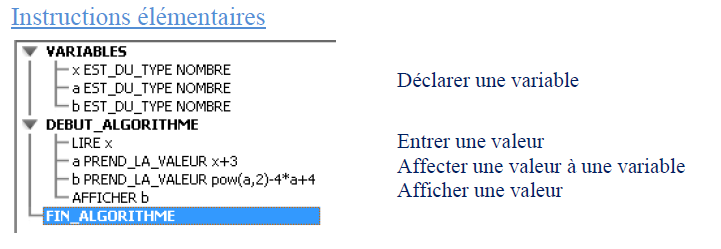 Instructions élémentaires
VARIABLES
x EST_DU_TYPE NOMBRE
a EST_DU_TYPE NOMBRE
b EST_DU_TYPE NOMBRE
DEBUT_ALGORITHME
LIRE x
a PREND_LA_VALEUR x+3
b PREND_LA_VALEUR pow(a,2)-4*a+4
AFFICHER b
FIN_ALGORITHME
Déclarer une variable
Entrer une valeur
Affecter une valeur à une variable
Afficher une valeur